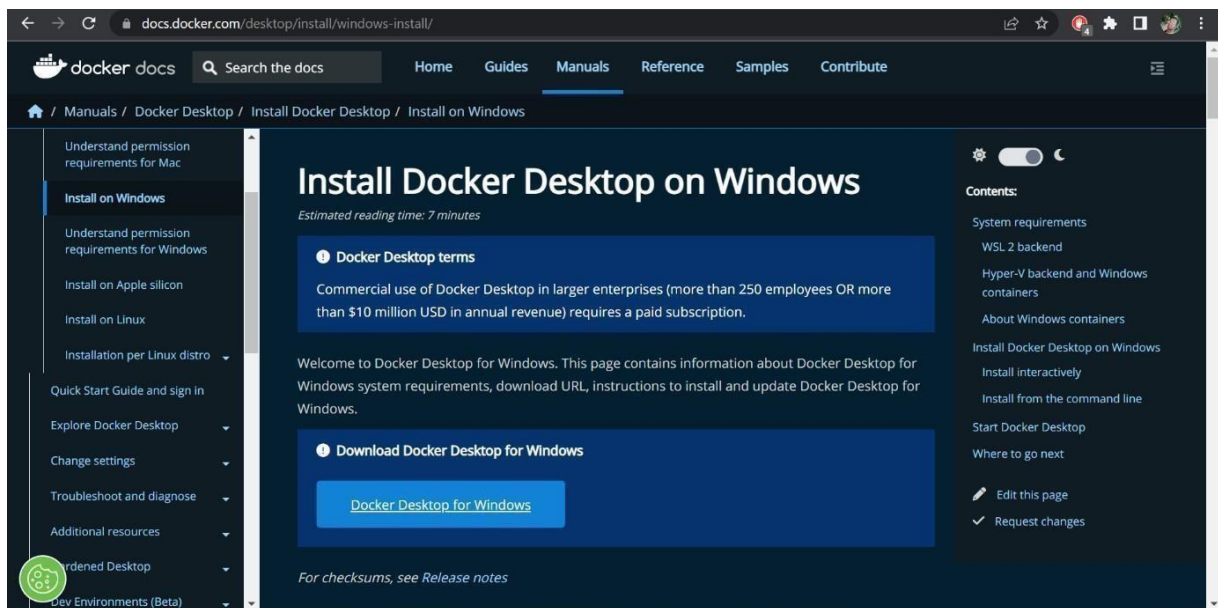 docs.docker.com/desktop/install/windows-install/
4
docker docs
Search the docs
Home
Guides
Manuals
Reference
Samples
Contribute
/ Manuals / Docker Desktop / Install Docker Desktop / Install on Windows
Understand permission
requirements for Mac
Install on Windows
Understand permission
requirements for Windows
Install on Apple silicon
Install on Linux
Installation per Linux distro
Quick Start Guide and sign in
Explore Docker Desktop
Change settings
Troubleshoot and diagnose
Additional resources
Desktop
Dev Environments (Beta)
Install Docker Desktop on Windows
Estimated reading time: 7 minutes
Docker Desktop terms
Commercial use of Docker Desktop in larger enterprises (more than 250 employees OR more
than $10 million USD in annual revenue) requires a paid subscription.
Welcome to Docker Desktop for Windows. This page contains information about Docker Desktop for
Windows system requirements, download URL, instructions to install and update Docker Desktop for
Windows.
Download Docker Desktop for Windows
Docker Desktop for Windows
For checksums, see Release notes
Contents:
System requirements
WSL 2 backend
Hyper-V backend and Windows
containers
About Windows containers
Install Docker Desktop on Windows
Install interactively
Install from the command line
Start Docker Desktop
Where to go next
Edit this page
Request changes